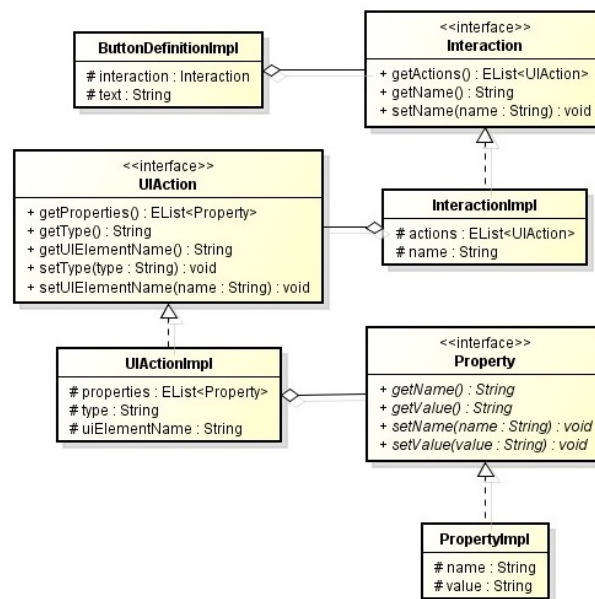 ButtonDefinitionImpl
# interaction : Interaction
# text : String
<<interface>>
Interaction
+ getActions() : EList<UIAction>
+ getName() : String
+ setName(name : String) : void
<<interface>>
UIAction
+ getProperties() : EList<Property>
+ getType() : String
+ getUIElementName() : String
+ setType(type : String) : void
+ setUIElementName(name : String) : void
InteractionImpl
# actions : EList<UIAction>
# name : String
UIActionImpl
# properties : EList<Property>
# type : String
# uiElementName : String
<<interface>>
Property
+ getName() : String
+ getValue() : String
+ setName(name : String) : void
+ setValue(value : String) : void
PropertyImpl
# name : String
# value : String